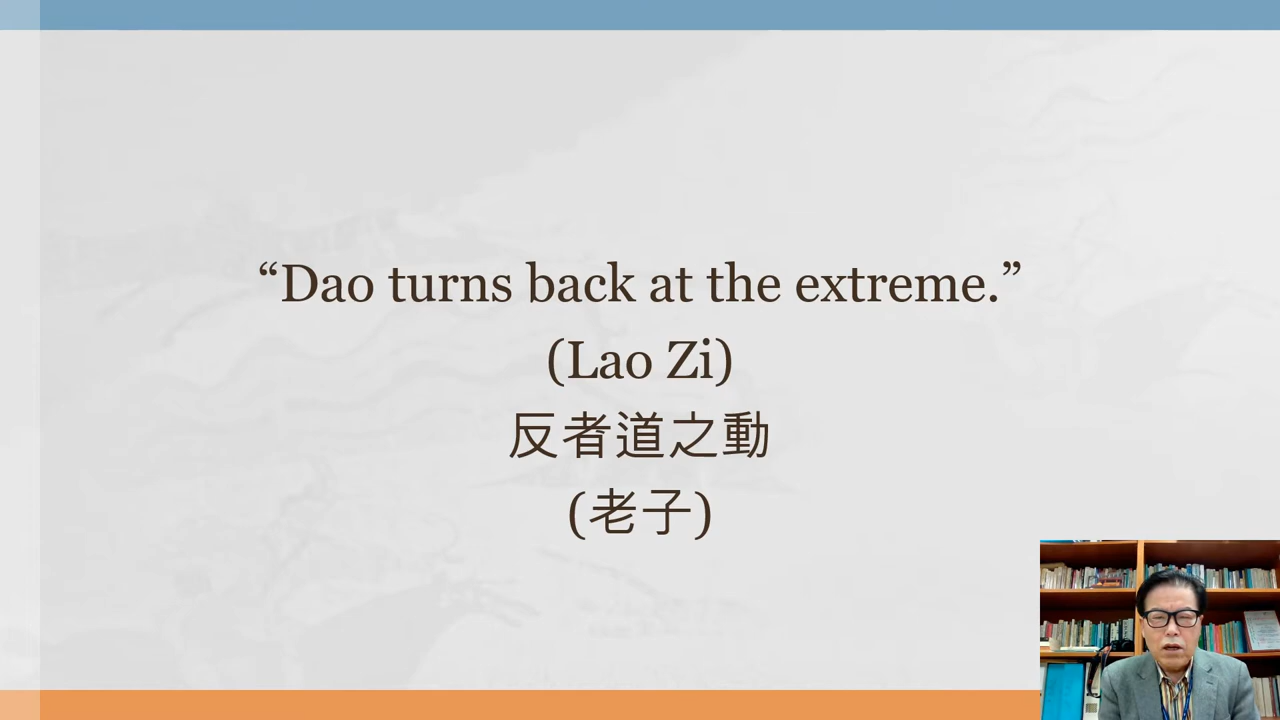 “Dao turns back at the extreme.”
(Lao Zi)
反者道之動
(老子)